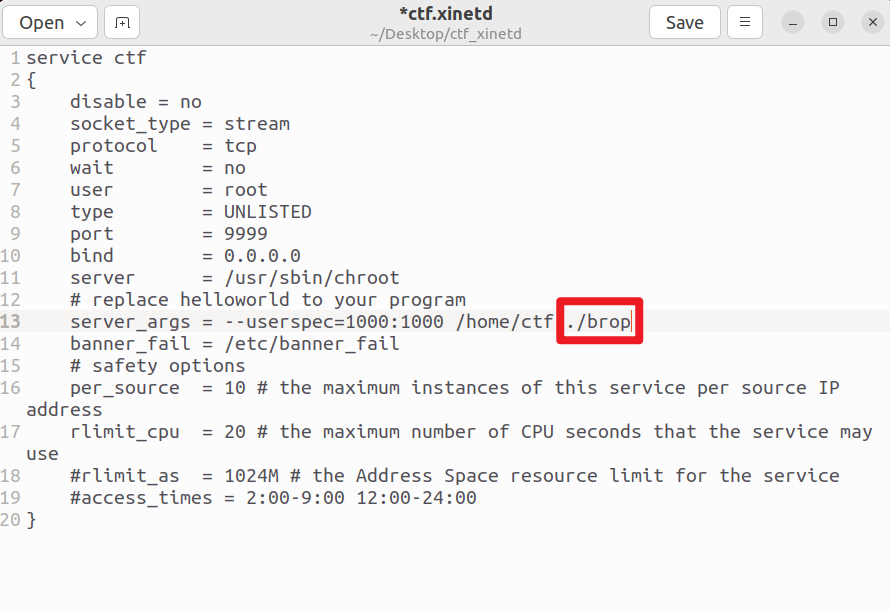 Open
*ctf.xinetd
~/Desktop/ctf_xinetd
Save
1 service ctf
2 {
3     disable = no
4     socket_type = stream
5     protocol    = tcp
6     wait        = no
7     user        = root
8     type        = UNLISTED
9     port        = 9999
10     bind        = 0.0.0.0
11     server      = /usr/sbin/chroot
12     # replace helloworld to your program
13     server_args = --userspec=1000:1000 /home/ctf ./brop
14     banner_fail = /etc/banner_fail
15     # safety options
16     per_source  = 10 # the maximum instances of this service per source IP
address
17     rlimit_cpu  = 20 # the maximum number of CPU seconds that the service may
use
18     #rlimit_as  = 1024M # the Address Space resource limit for the service
19     #access_times = 2:00-9:00 12:00-24:00
20 }